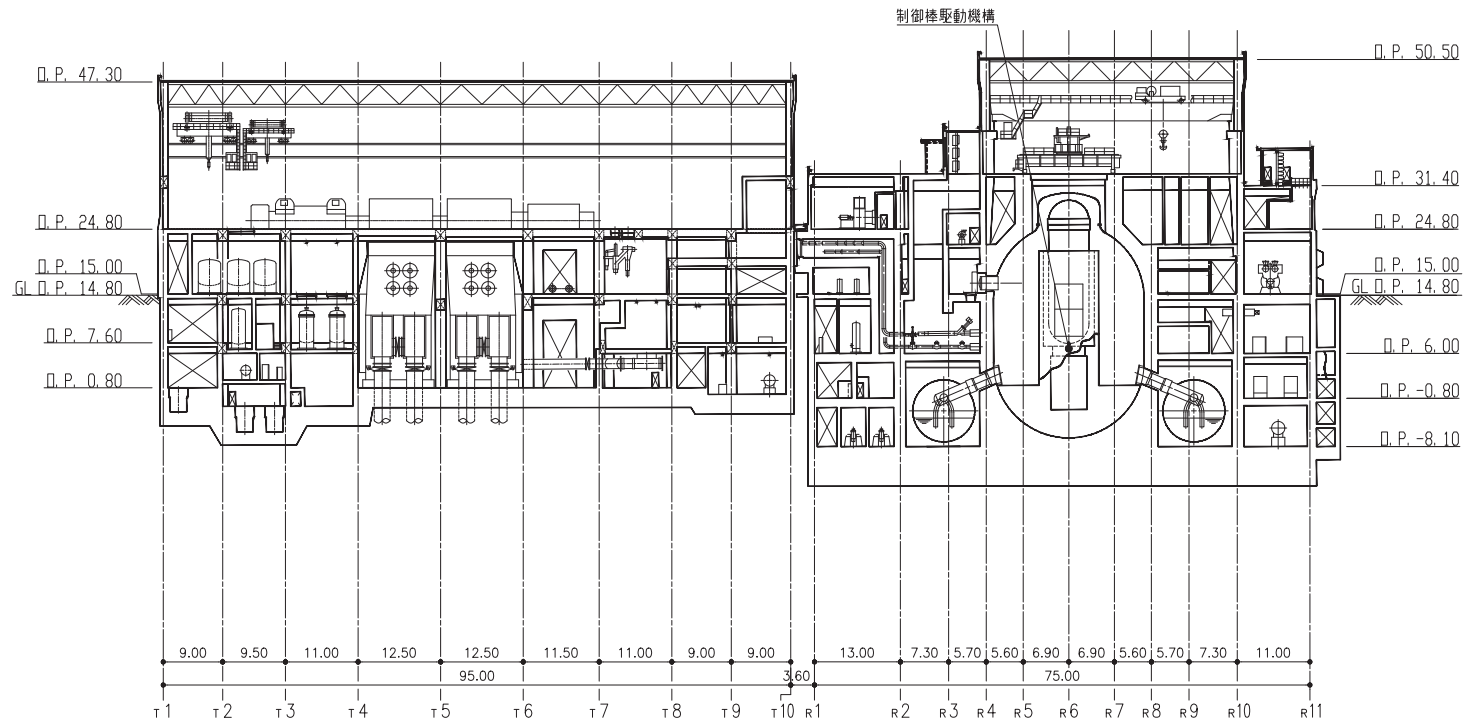 制御棒駆動機構
O.P. 47.30
O.P. 50.50
O.P. 31.40
O.P. 24.80
O.P. 24.80
O.P. 15.00
GL O.P. 14.80
O.P. 15.00
GL O.P. 14.80
O.P. 7.60
O.P. 6.00
O.P. 0.80
O.P. -0.80
O.P. -8.10
9.00 9.50 11.00 12.50 12.50 11.50 11.00 9.00 9.00 13.00 7.30 5.70 5.60 6.90 6.90 5.60 5.70 7.30 11.00
95.00 3.60 75.00
T1 T2 T3 T4 T5 T6 T7 T8 T9 T10 R1 R2 R3 R4 R5 R6 R7 R8 R9 R10 R11